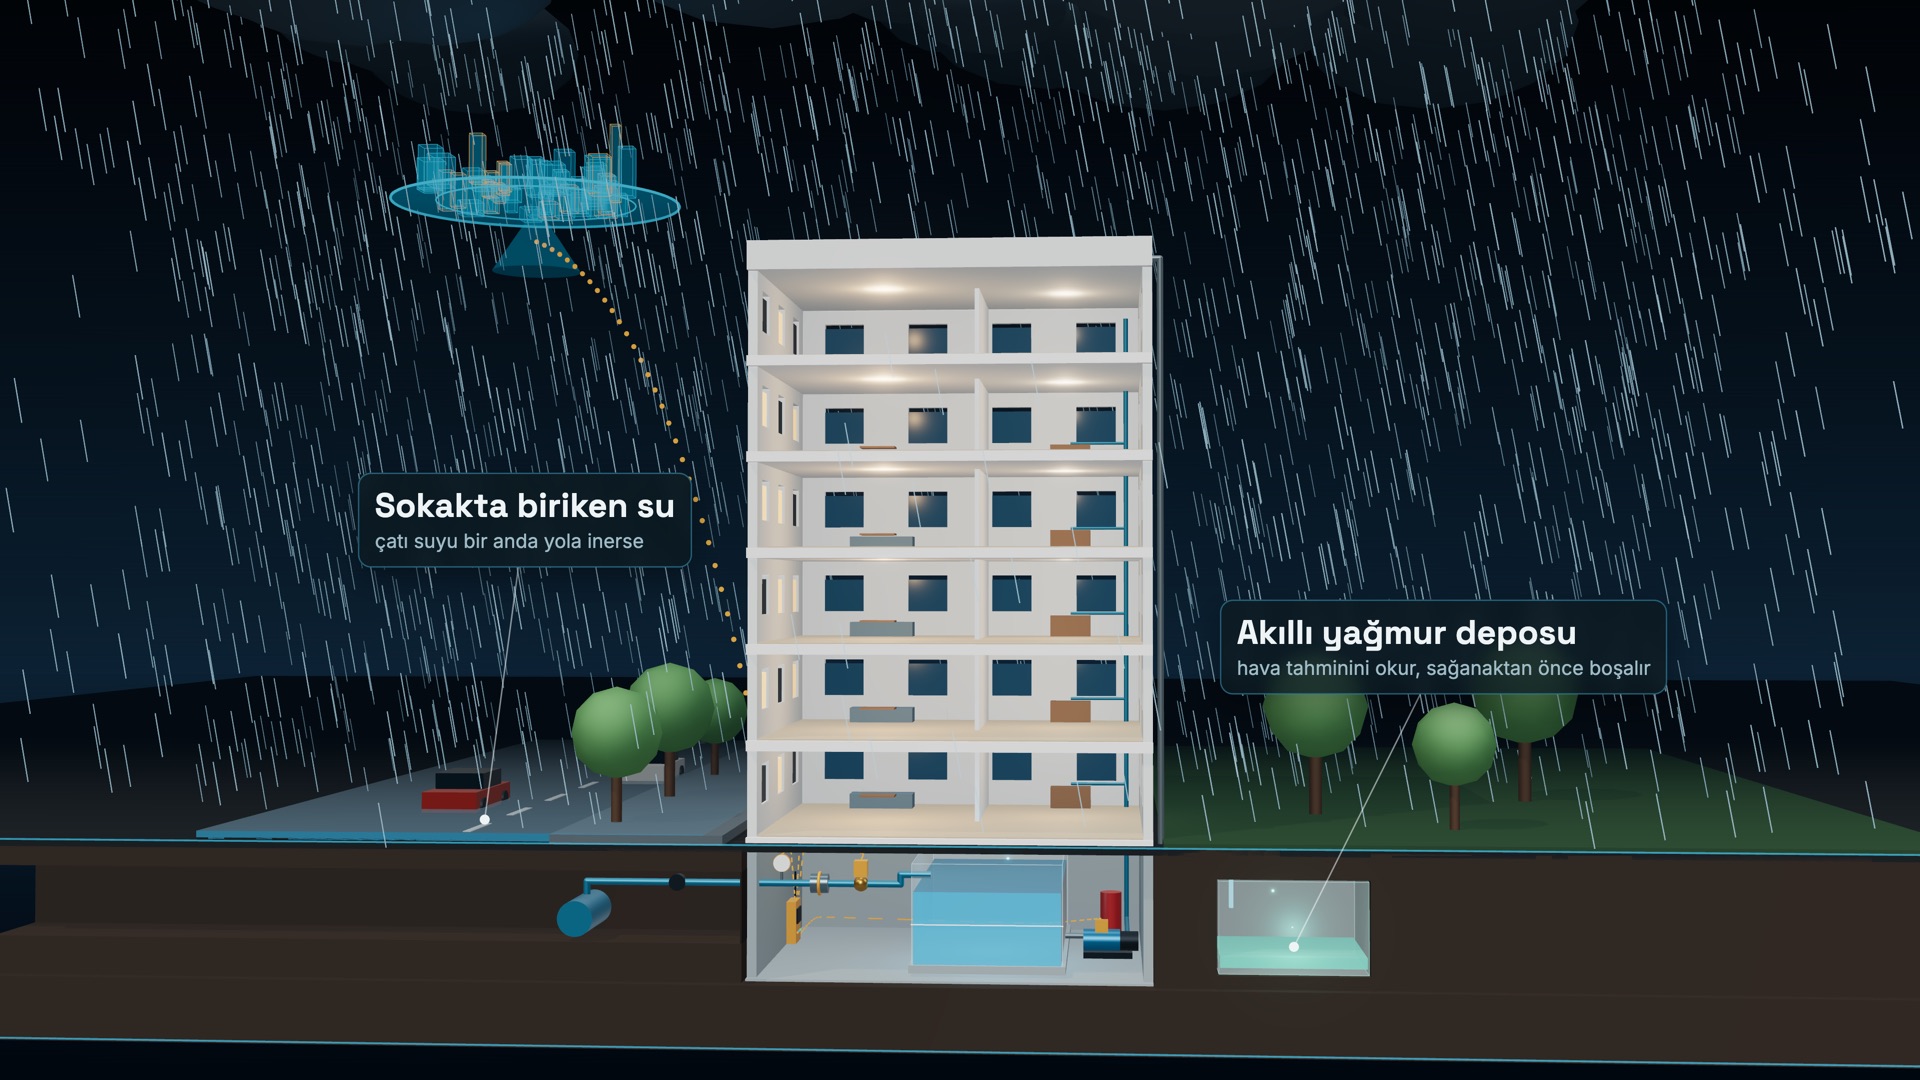 Sokakta biriken su
çatı suyu bir anda yola inerse
Akıllı yağmur deposu
hava tahminini okur, sağanaktan önce boşalır